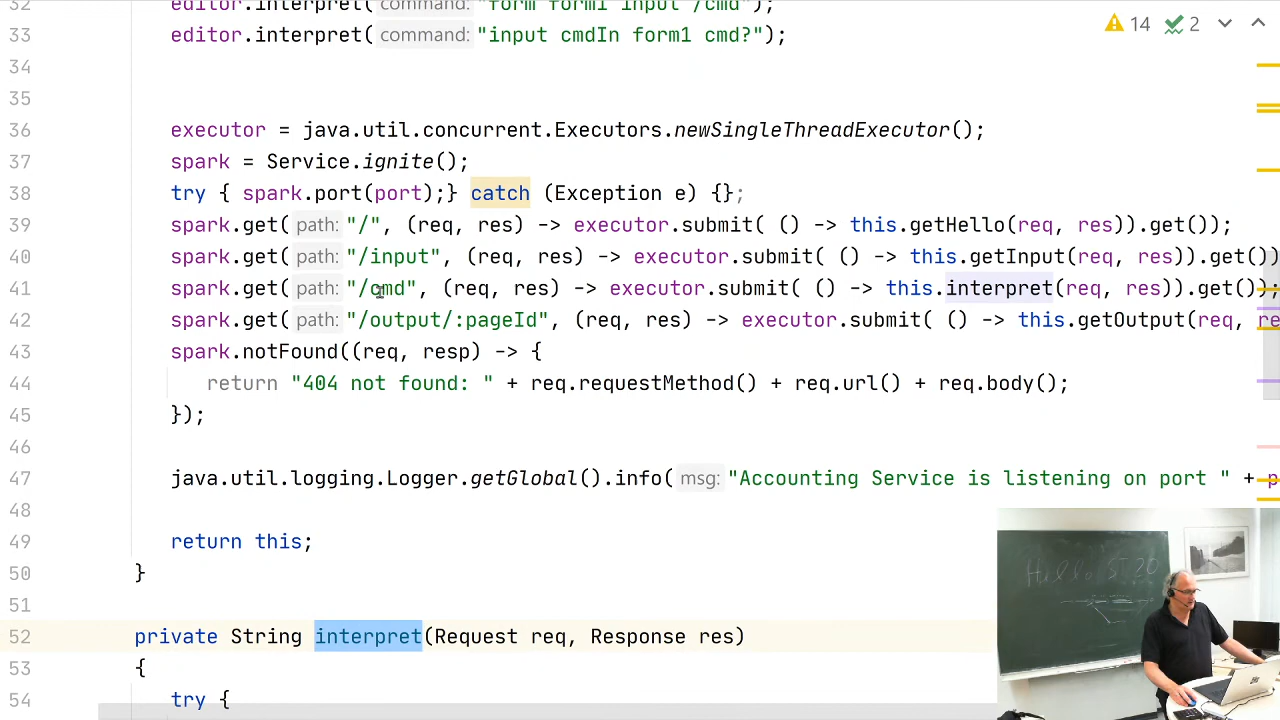 32 editor.interpret( command: "form form1 input /cmd");
33 editor.interpret( command: "input cmdIn form1 cmd?");
14 2
34
35
36 executor = java.util.concurrent.Executors.newSingleThreadExecutor();
37 spark = Service.ignite();
38 try { spark.port(port);} catch (Exception e) {};
39 spark.get( path: "/", (req, res) -> executor.submit( () -> this.getHello(req, res)).get());
40 spark.get( path: "/input", (req, res) -> executor.submit( () -> this.getInput(req, res)).get())
41 spark.get( path: "/cmd", (req, res) -> executor.submit( () -> this.interpret(req, res)).get());
42 spark.get( path: "/output/:pageId", (req, res) -> executor.submit( () -> this.getOutput(req, re
43 spark.notFound((req, resp) -> {
44 return "404 not found: " + req.requestMethod() + req.url() + req.body();
45 });
46
47 java.util.logging.Logger.getGlobal().info( msg: "Accounting Service is listening on port " + p
48
49 return this;
50 }
51
52 private String interpret(Request req, Response res)
53 {
54 try {
Hello ST20